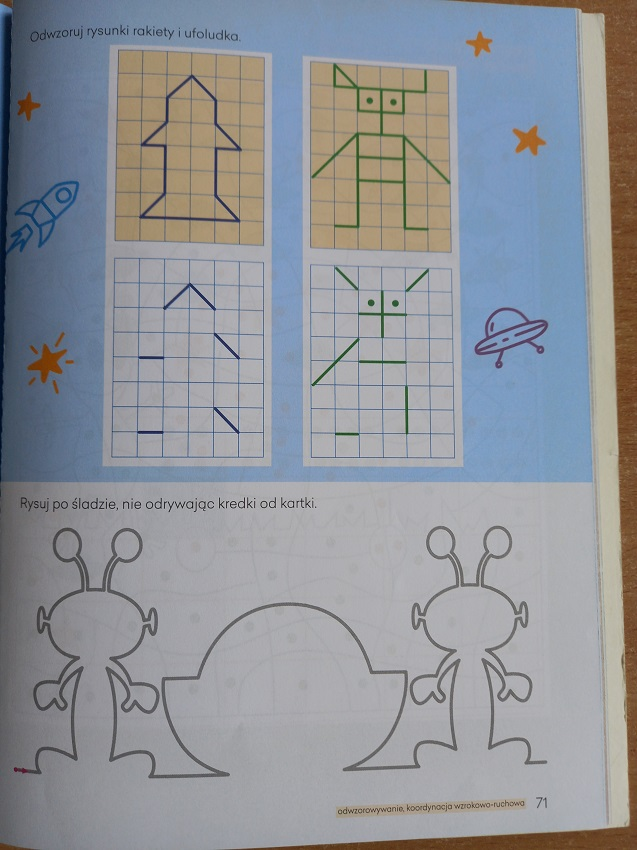 Odwzoruj rysunki rakiety i ufoludka.
Rysuj po śladzie, nie odrywając kredki od kartki.
odwzorowywanie, koordynacja wzrokowo-ruchowa 71